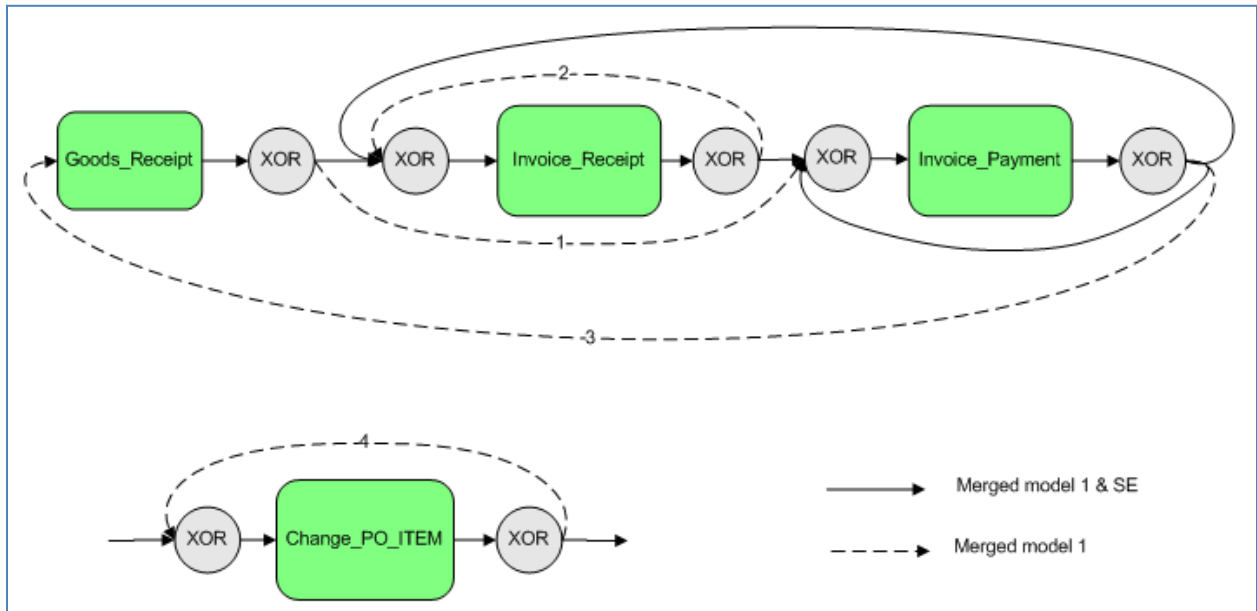 2
Goods_Receipt
XOR
XOR
Invoice_Receipt
XOR
XOR
Invoice_Payment
XOR
1
3
4
XOR
Change_PO_ITEM
XOR
Merged model 1 & SE
Merged model 1